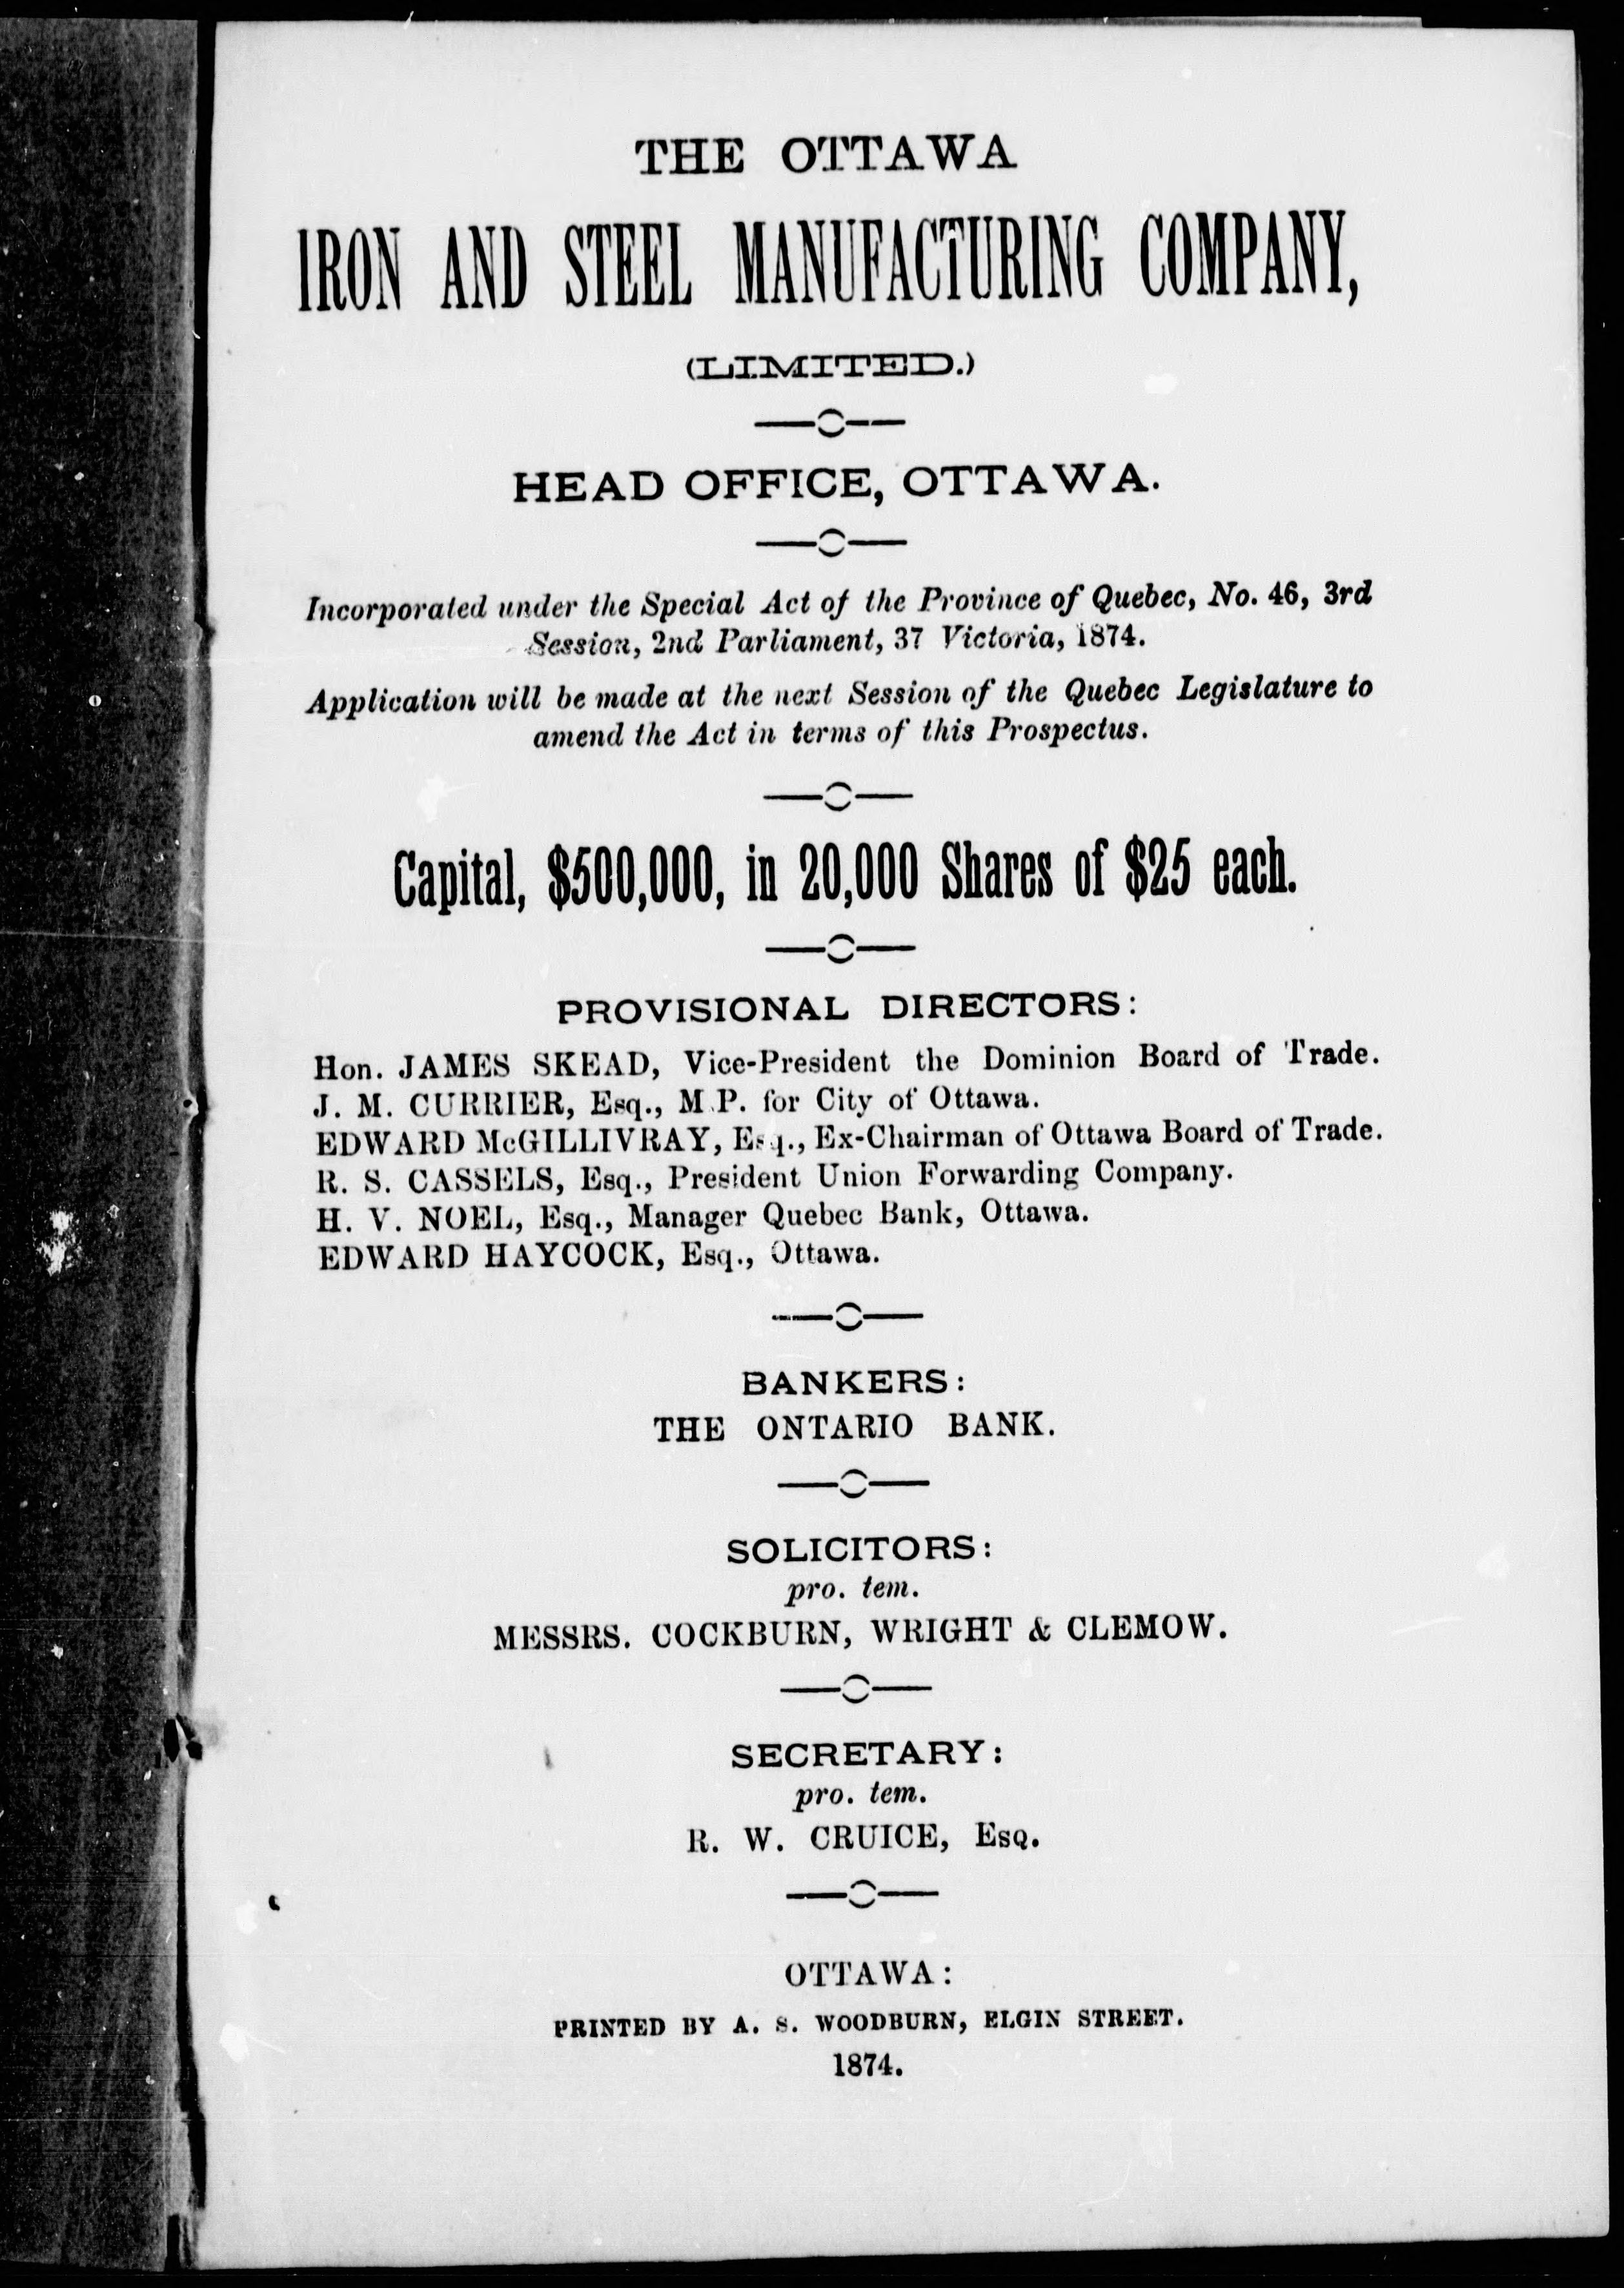 THE OTTAWA
IRON AND STEEL MANUFACTURING COMPANY,
(LIMITED.)
HEAD OFFICE, OTTAWA.
Incorporated under the Special Act of the Province of Quebec, No. 46, 3rd
Session, 2nd Parliament, 37 Victoria, 1874.
Application will be made at the next Session of the Quebec Legislature to
amend the Act in terms of this Prospectus.
Capital, $500,000, in 20,000 Shares of $25 each.
PROVISIONAL DIRECTORS:
Hon. JAMES SKEAD, Vice-President the Dominion Board of Trade.
J. M. CURRIER, Esq., M.P. for City of Ottawa.
EDWARD McGILLIVRAY, Esq., Ex-Chairman of Ottawa Board of Trade.
R. S. CASSELS, Esq., President Union Forwarding Company.
H. V. NOEL, Esq., Manager Quebec Bank, Ottawa.
EDWARD HAYCOCK, Esq., Ottawa.
BANKERS:
THE ONTARIO BANK.
SOLICITORS:
pro. tem.
MESSRS. COCKBURN, WRIGHT & CLEMOW.
SECRETARY:
pro. tem.
R. W. CRUICE, Esq.
OTTAWA:
PRINTED BY A. S. WOODBURN, ELGIN STREET.
1874.